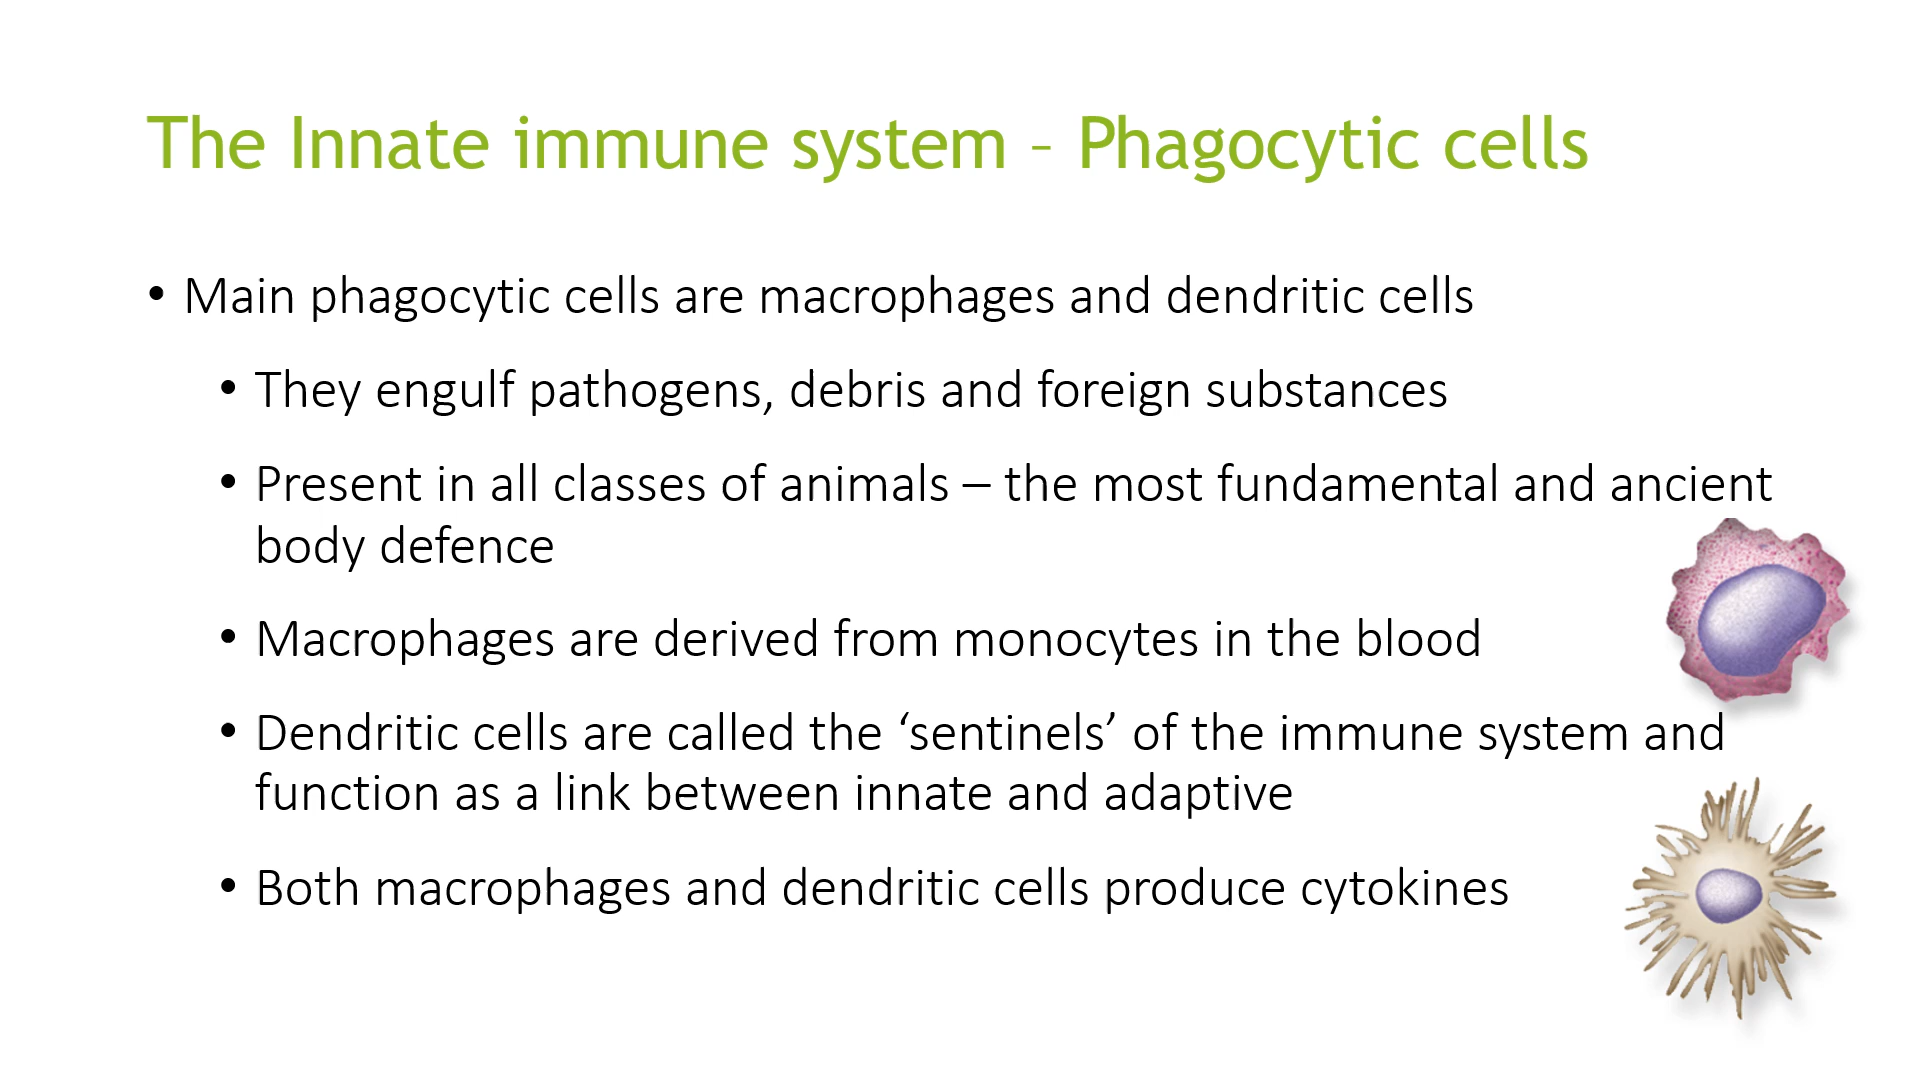 The Innate immune system – Phagocytic cells
• Main phagocytic cells are macrophages and dendritic cells
• They engulf pathogens, debris and foreign substances
• Present in all classes of animals – the most fundamental and ancient
body defence
• Macrophages are derived from monocytes in the blood
• Dendritic cells are called the ‘sentinels’ of the immune system and
function as a link between innate and adaptive
• Both macrophages and dendritic cells produce cytokines